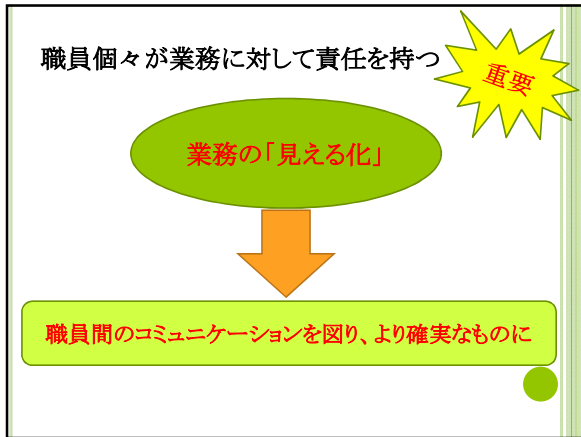 職員個々が業務に対して責任を持つ
重要
業務の「見える化」
職員間のコミュニケーションを図り、より確実なものに